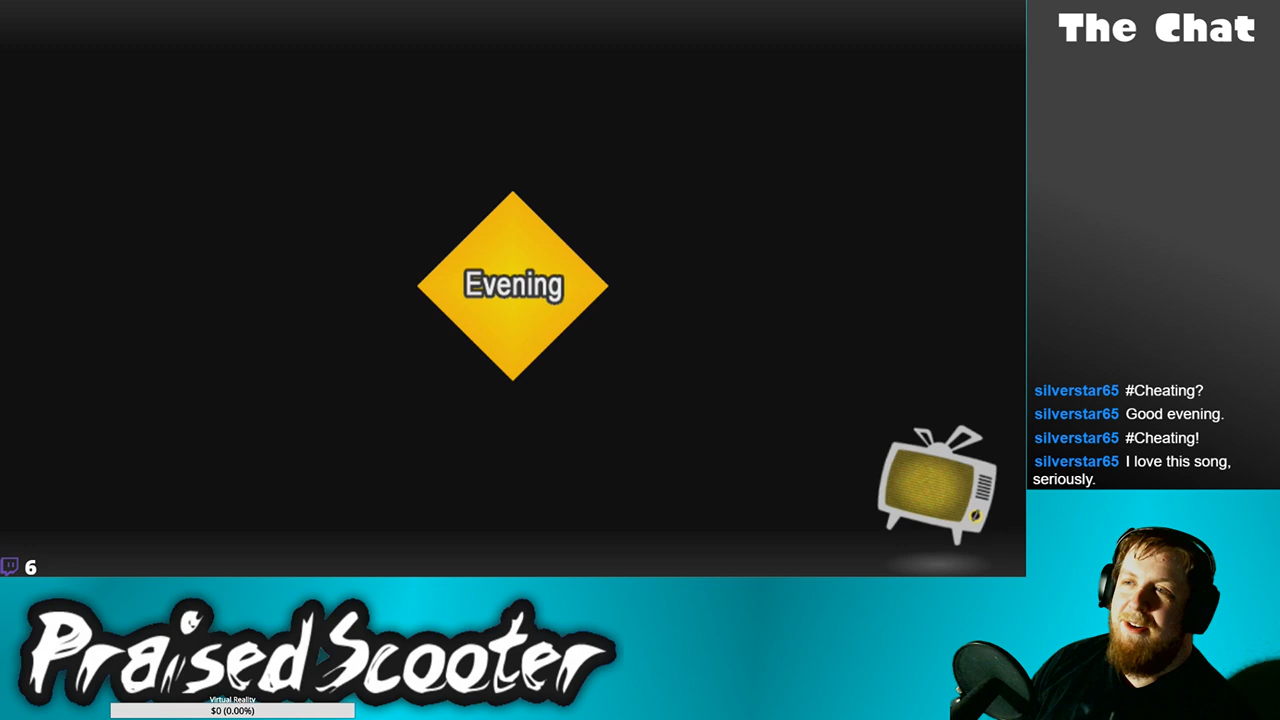 The Chat
Evening
silverstar65 #Cheating?
silverstar65 Good evening.
silverstar65 #Cheating!
silverstar65 I love this song,
seriously.
6
PraisedScooter
Virtual Reality
$0 (0.00%)